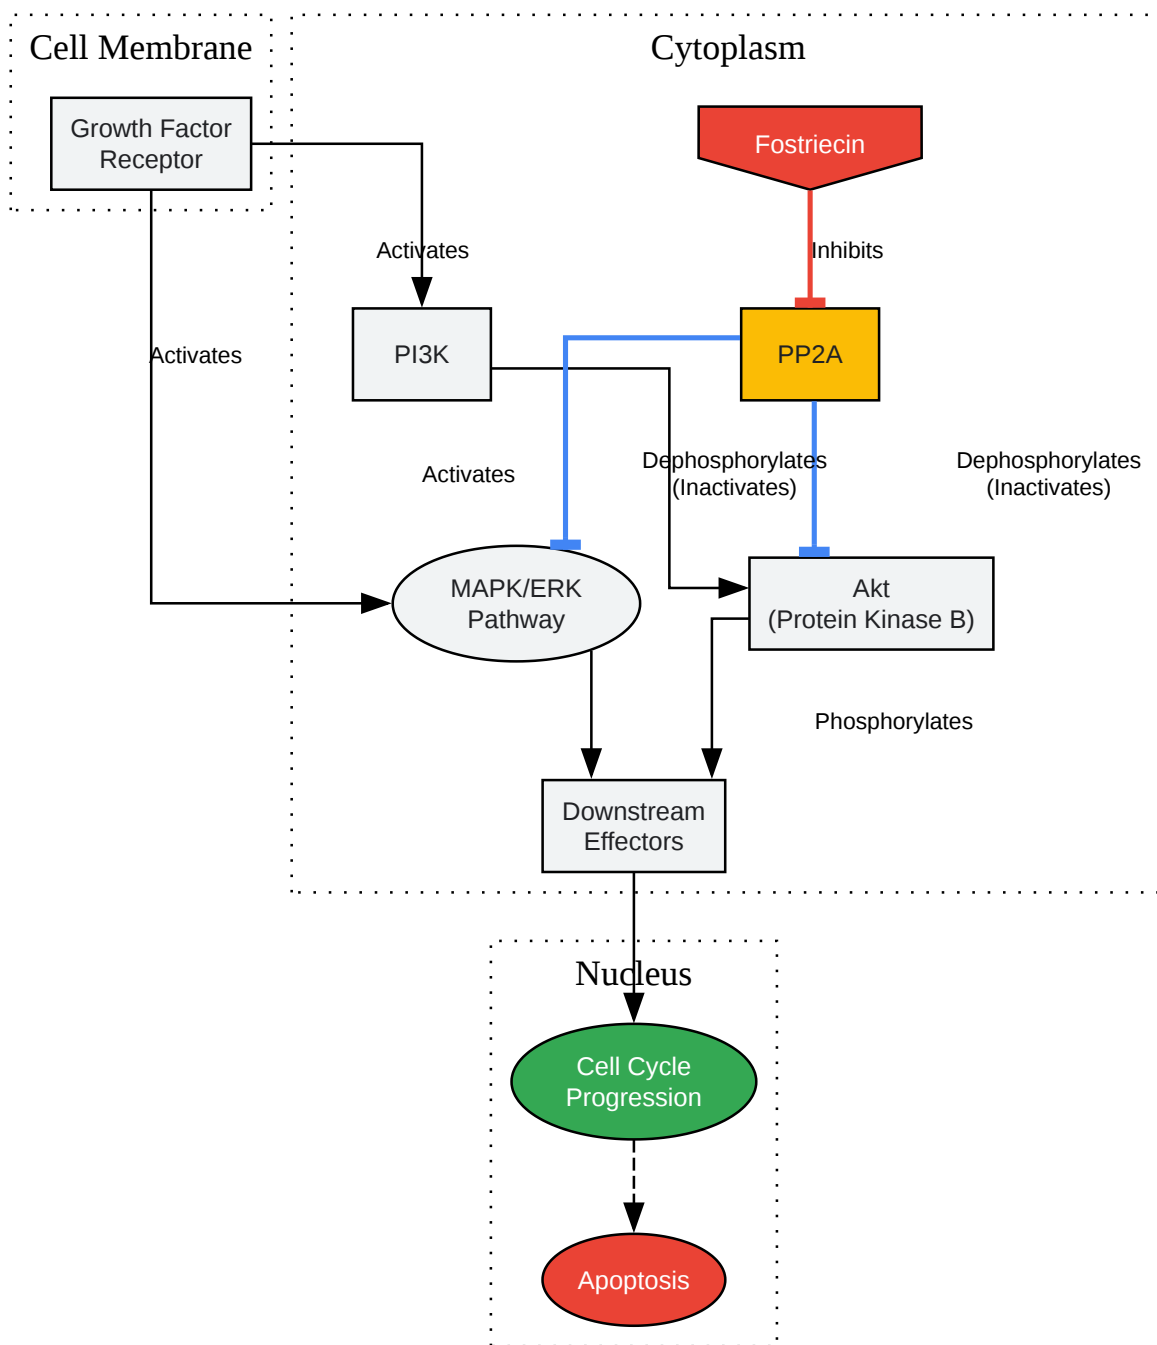 Cell Membrane
Cytoplasm
Growth Factor
Receptor
Fostriecin
Activates
Inhibits
Activates
PI3K
PP2A
Activates
Dephosphorylates
(Inactivates)
Dephosphorylates
(Inactivates)
MAPK/ERK
Pathway
Akt
(Protein Kinase B)
Phosphorylates
Downstream
Effectors
Nucleus
Cell Cycle
Progression
Apoptosis